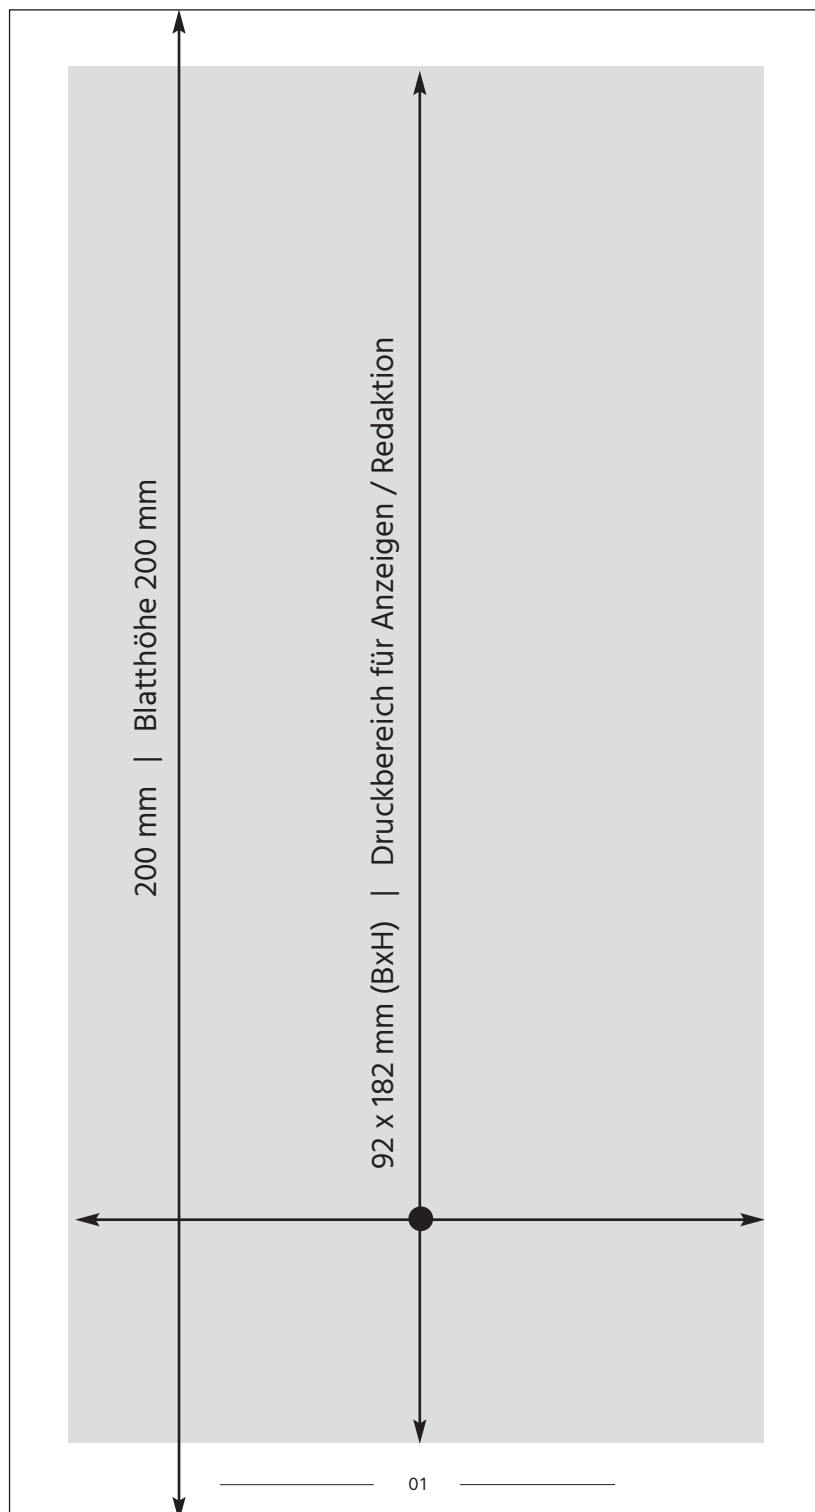 200 mm | Blatthöhe 200 mm
92 x 182 mm (BxH) | Druckbereich für Anzeigen / Redaktion
01